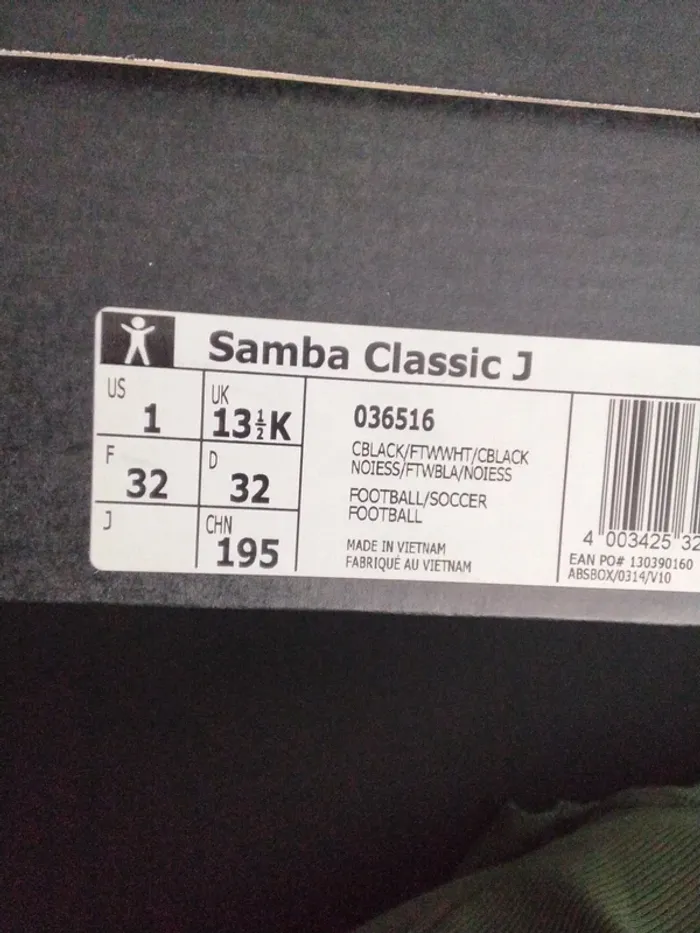 Samba Classic J
US 1
UK 13½K
F 32
D 32
J
CHN 195
036516
CBLACK/FTWWHT/CBLACK
NOIESS/FTWBLA/NOIESS
FOOTBALL/SOCCER
FOOTBALL
MADE IN VIETNAM
FABRIQUÉ AU VIETNAM
4 003425 32
EAN PO# 130390160
ABSBOX/0314/V10